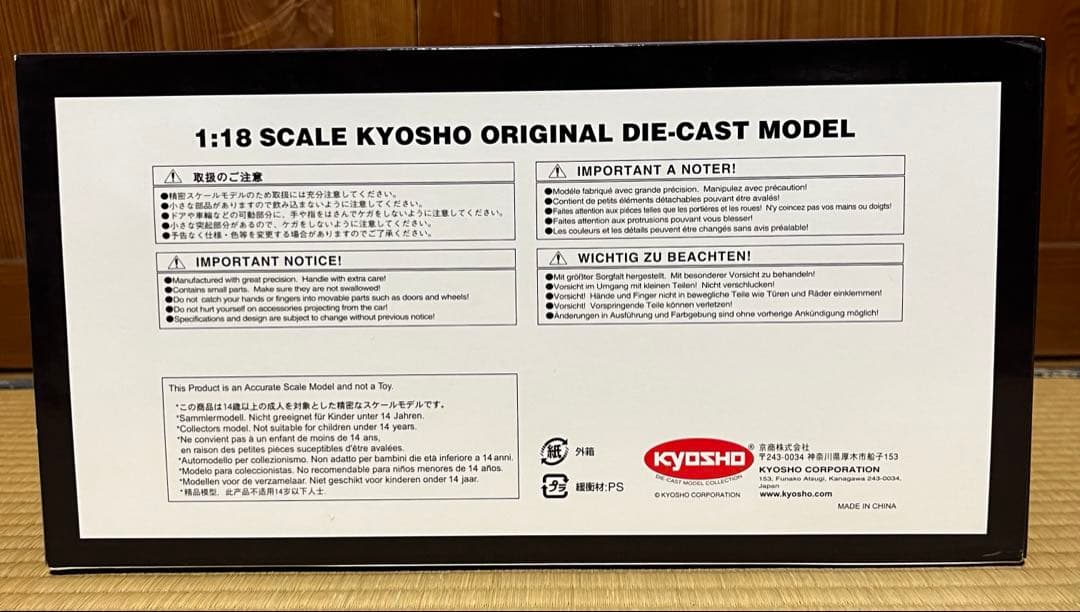 1:18 SCALE KYOSHO ORIGINAL DIE-CAST MODEL
⚠ 取扱のご注意
●精密スケールモデルのため取扱には充分注意してください。
●小さな部品がありますので飲み込まないように注意してください。
●ドアや車輪などの可動部分に、手や指をはさんでケガをしないように注意してください。
●小さな突起部分があるので、ケガをしないように注意してください。
●予告なく仕様・色等を変更する場合がありますのでご了承ください。
⚠ IMPORTANT NOTICE!
●Manufactured with great precision. Handle with extra care!
●Contains small parts. Make sure they are not swallowed!
●Do not catch your hands or fingers into movable parts such as doors and wheels!
●Do not hurt yourself on accessories projecting from the car!
●Specifications and design are subject to change without previous notice!
⚠ IMPORTANT A NOTER!
●Modèle fabriqué avec grande précision. Manipulez avec précaution!
●Contient de petits éléments détachables pouvant être avalés!
●Faites attention aux pièces telles que les portières et les roues! N'y coincez pas vos mains ou doigts!
●Faites attention aux protrusions pouvant vous blesser!
●Les couleurs et les détails peuvent être changés sans avis préalable!
⚠ WICHTIG ZU BEACHTEN!
●Mit größter Sorgfalt hergestellt. Mit besonderer Vorsicht zu behandeln!
●Vorsicht im Umgang mit kleinen Teilen! Nicht verschlucken!
●Vorsicht! Hände und Finger nicht in bewegliche Teile wie Türen und Räder einklemmen!
●Vorsicht! Vorspringende Teile können verletzen!
●Änderungen in Ausführung und Farbgebung sind ohne vorherige Ankündigung möglich!
This Product is an Accurate Scale Model and not a Toy.
*この商品は14歳以上の成人を対象とした精密なスケールモデルです。
*Sammlermodell. Nicht greeignet für Kinder unter 14 Jahren.
*Collectors model. Not suitable for children under 14 years.
*Ne convient pas à un enfant de moins de 14 ans,
en raison des petites pièces suceptibles d'être avalées.
*Automodello per collezionismo. Non adatto per bambini die età inferiore a 14 anni.
*Modelo para coleccionistas. No recomendable para niños menores de 14 años.
*Modellen voor de verzamelaar. Niet geschikt voor kinderen onder 14 jaar.
*精品模型, 此产品不适用14岁以下人士.
紙 外箱
プラ 緩衝材:PS
KYOSHO®
DIE-CAST MODEL COLLECTION
© KYOSHO CORPORATION
京商株式会社
〒243-0034 神奈川県厚木市船子153
KYOSHO CORPORATION
153, Funako Atsugi, Kanagawa 243-0034,
Japan
www.kyosho.com
MADE IN CHINA